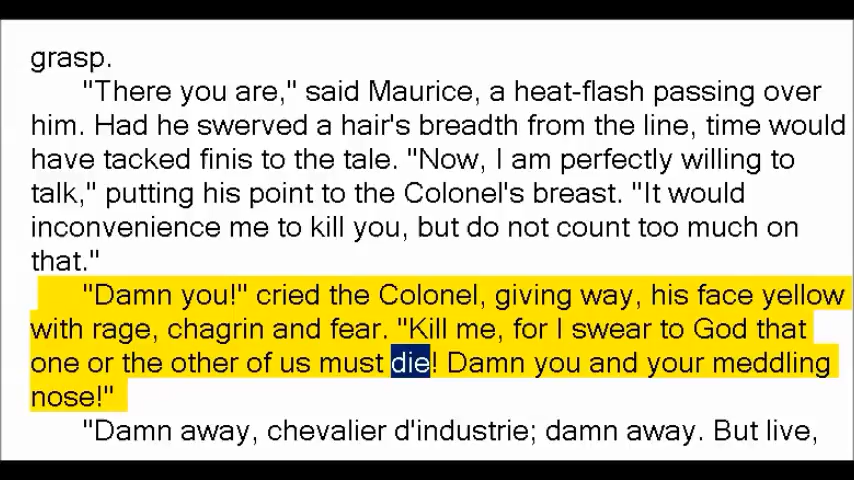 grasp.
"There you are," said Maurice, a heat-flash passing over
him. Had he swerved a hair's breadth from the line, time would
have tacked finis to the tale. "Now, I am perfectly willing to
talk," putting his point to the Colonel's breast. "It would
inconvenience me to kill you, but do not count too much on
that."
"Damn you!" cried the Colonel, giving way, his face yellow
with rage, chagrin and fear. "Kill me, for I swear to God that
one or the other of us must die! Damn you and your meddling
nose!"
"Damn away, chevalier d'industrie; damn away. But live,